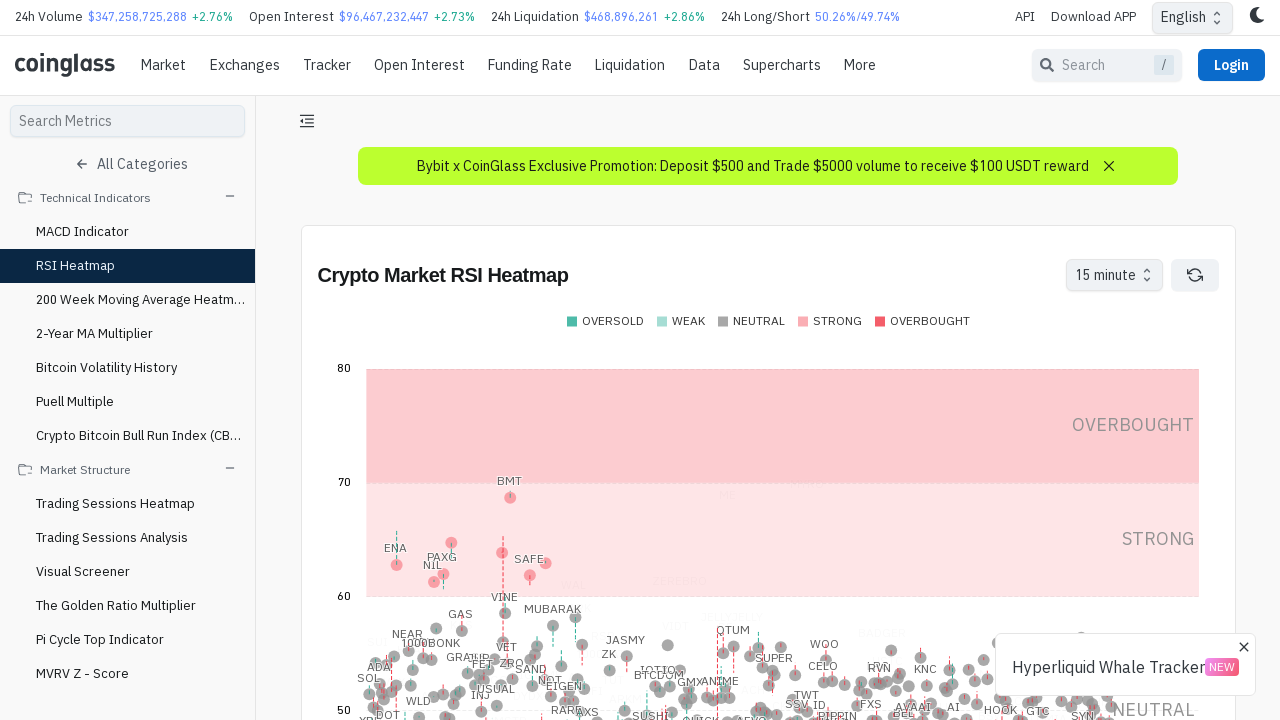 24h Volume $347,258,725,288 +2.76% Open Interest $96,467,232,447 +2.73% 24h Liquidation $468,896,261 +2.86% 24h Long/Short 50.26%/49.74% API Download APP English
coinglass Market Exchanges Tracker Open Interest Funding Rate Liquidation Data Supercharts More Search / Login
Search Metrics
All Categories
Technical Indicators
MACD Indicator
RSI Heatmap
200 Week Moving Average Heatm...
2-Year MA Multiplier
Bitcoin Volatility History
Puell Multiple
Crypto Bitcoin Bull Run Index (CB...
Market Structure
Trading Sessions Heatmap
Trading Sessions Analysis
Visual Screener
The Golden Ratio Multiplier
Pi Cycle Top Indicator
MVRV Z - Score
Bybit x CoinGlass Exclusive Promotion: Deposit $500 and Trade $5000 volume to receive $100 USDT reward
Crypto Market RSI Heatmap
15 minute
OVERSOLD WEAK NEUTRAL STRONG OVERBOUGHT
80
OVERBOUGHT
70
BMT
STRONG
ENA
PAXG
NIL
SAFE
60
VINE
MUBARAK
GAS
NEAR
1000BONK
VET
JASMY
ZK
QTUM
WOO
SUPER
CELO
RVN
KNC
ADA
SOL
SAND
EIGEN
BTCDOM
GMX
ANIME
USUAL
INJ
WLD
RARE
TWT
ID
FXS
AI
HOOK
GTC
SYN
DOT
SUSHI
PIPPIN
50
NEUTRAL
Hyperliquid Whale Tracker NEW